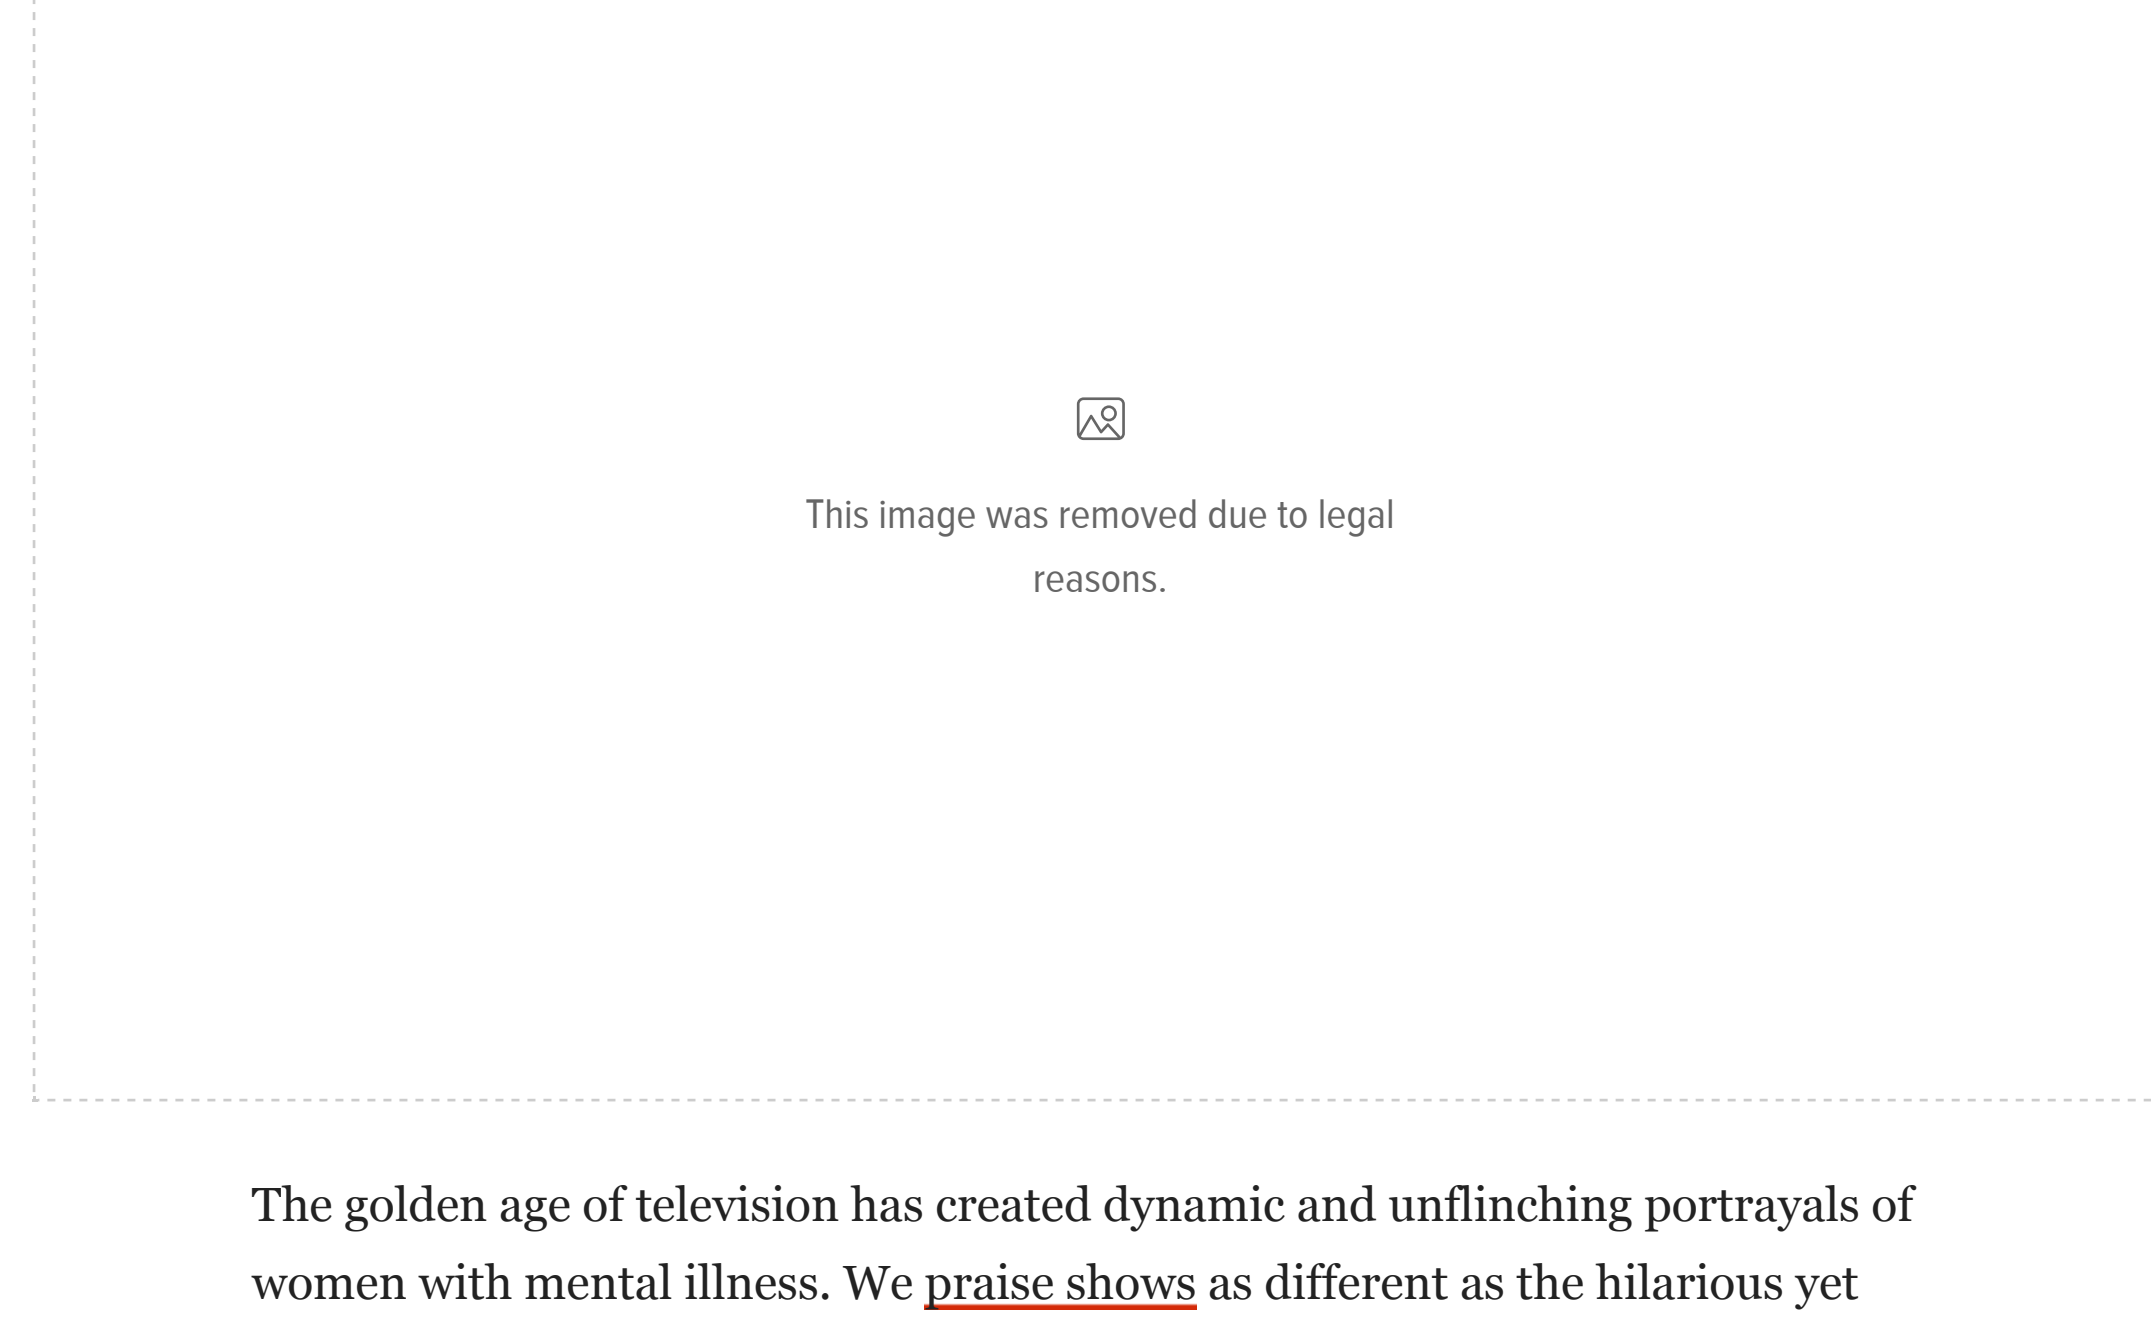 This image was removed due to legal
reasons.
The golden age of television has created dynamic and unflinching portrayals of
women with mental illness. We praise shows as different as the hilarious yet